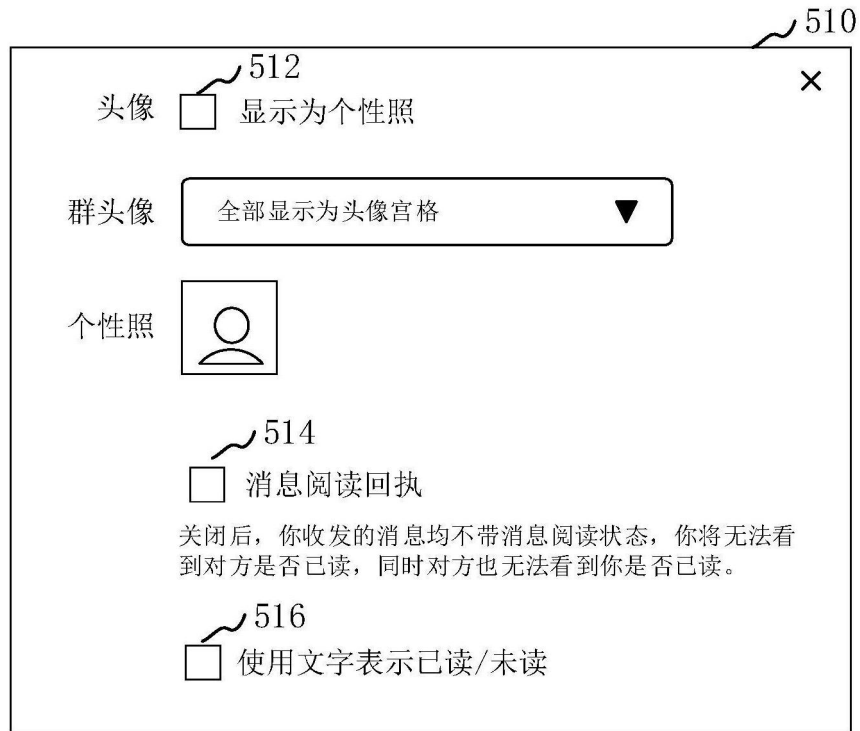 510
512
×
头像 显示为个性照
群头像 全部显示为头像宫格 ▼
个性照
514
消息阅读回执
关闭后，你收发的消息均不带消息阅读状态，你将无法看
到对方是否已读，同时对方也无法看到你是否已读。
516
使用文字表示已读/未读